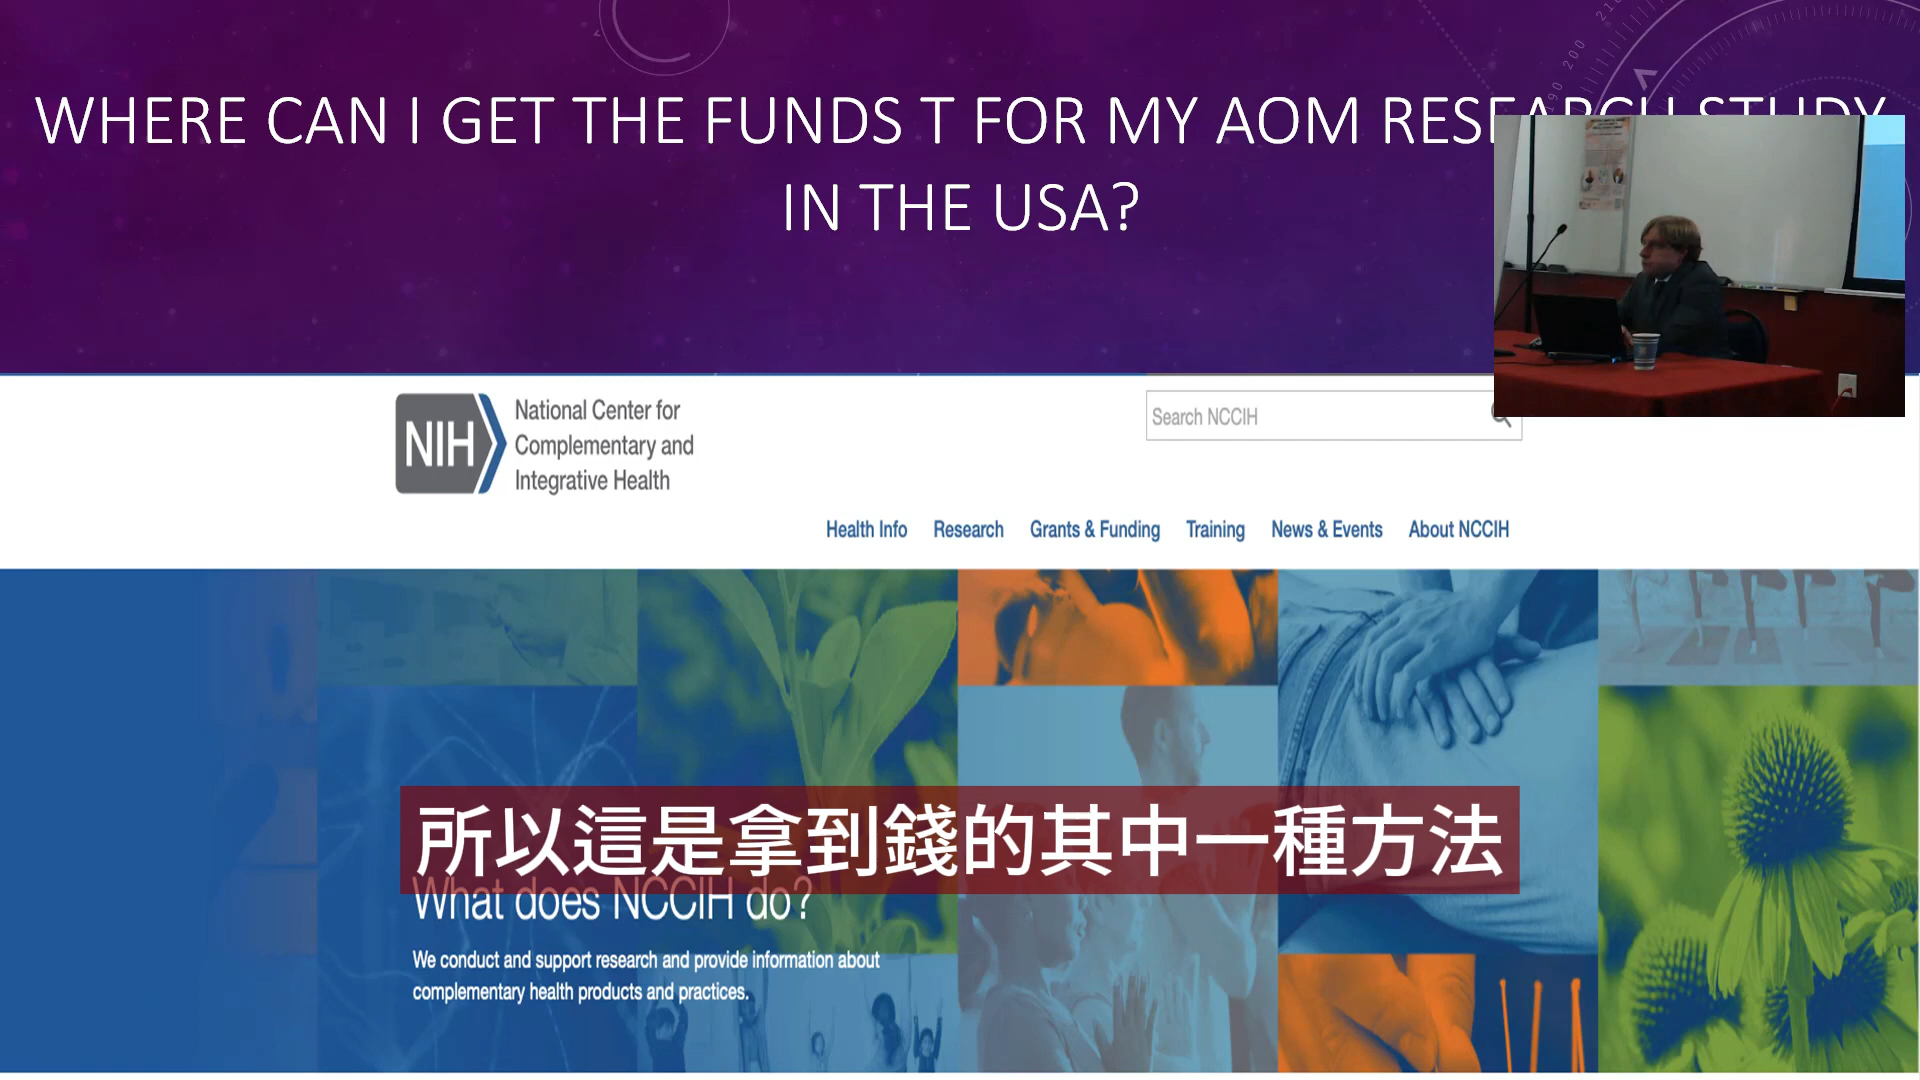 WHERE CAN I GET THE FUNDS T FOR MY AOM RESEARCH STUDY
IN THE USA?
NIH
National Center for
Complementary and
Integrative Health
Search NCCIH
Health Info Research Grants & Funding Training News & Events About NCCIH
所以這是拿到錢的其中一種方法
What does NCCIH do?
We conduct and support research and provide information about
complementary health products and practices.
200